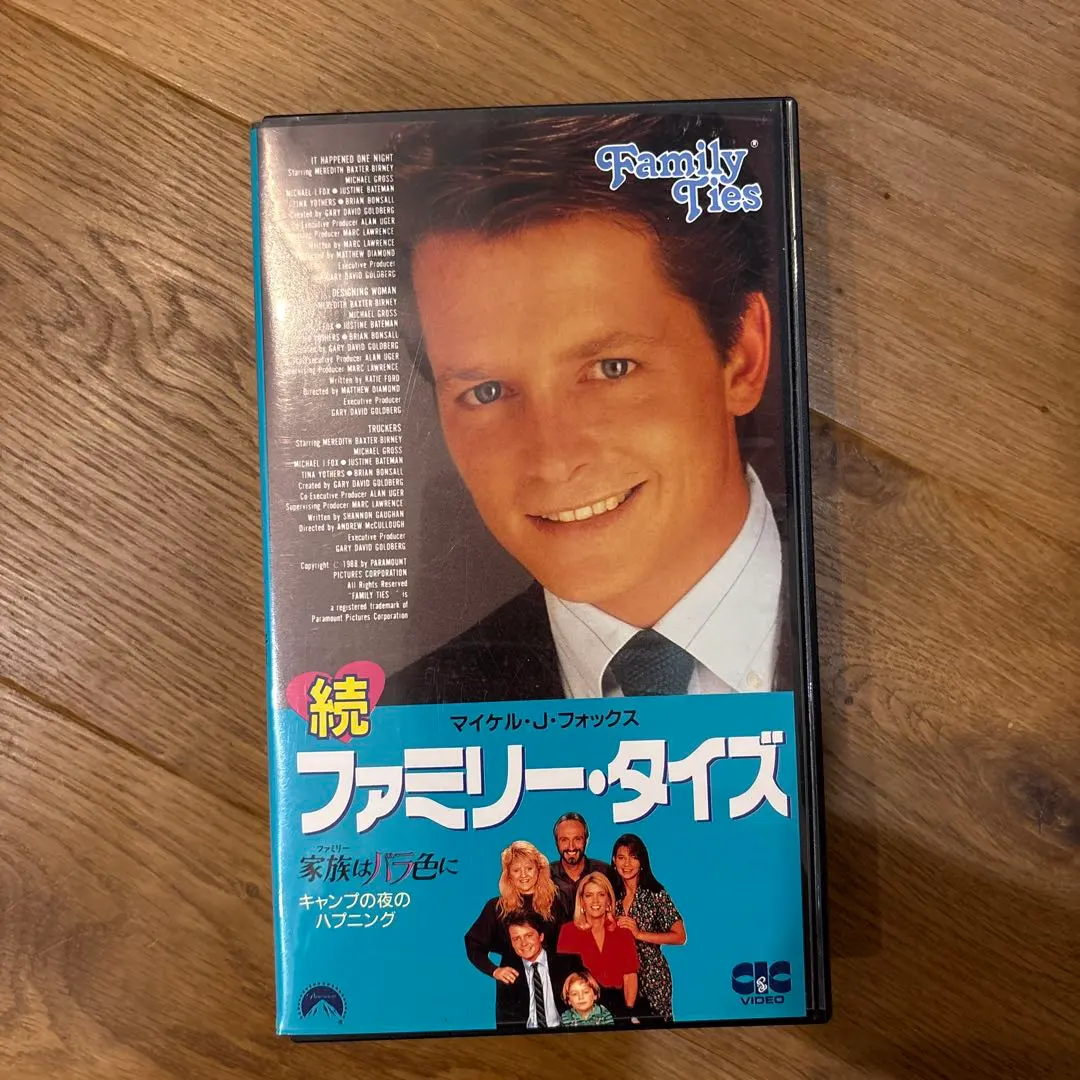 Family
Ties®
IT HAPPENED ONE NIGHT
Starring MEREDITH BAXTER BIRNEY
MICHAEL GROSS
MICHAEL J FOX ● JUSTINE BATEMAN
TINA YOTHERS ● BRIAN BONSALL
Created by GARY DAVID GOLDBERG
Co Executive Producer ALAN UGER
Producer MARC LAWRENCE
Written by MARC LAWRENCE
by MATTHEW DIAMOND
Executive Producer
GARY DAVID GOLDBERG
DESIGNING WOMAN
MEREDITH BAXTER BIRNEY
MICHAEL GROSS
FOX ● JUSTINE BATEMAN
● BRIAN BONSALL
by GARY DAVID GOLDBERG
Executive Producer ALAN UGER
Producer MARC LAWRENCE
Written by KATIE FORD
Directed by MATTHEW DIAMOND
Executive Producer
GARY DAVID GOLDBERG
TRUCKERS
Starring MEREDITH BAXTER BIRNEY
MICHAEL GROSS
MICHAEL J FOX ● JUSTINE BATEMAN
TINA YOTHERS ● BRIAN BONSALL
Created by GARY DAVID GOLDBERG
Co Executive Producer ALAN UGER
Supervising Producer MARC LAWRENCE
Written by SHANNON GAUGHAN
Directed by ANDREW McCULLOUGH
Executive Producer
GARY DAVID GOLDBERG
Copyright © 1988 by PARAMOUNT
PICTURES CORPORATION
All Rights Reserved
"FAMILY TIES" is
a registered trademark of
Paramount Pictures Corporation
続
マイケル・J・フォックス
ファミリー・タイズ
ファミリー
家族はバラ色に
キャンプの夜の
ハプニング
Paramount
CIC
&
VIDEO